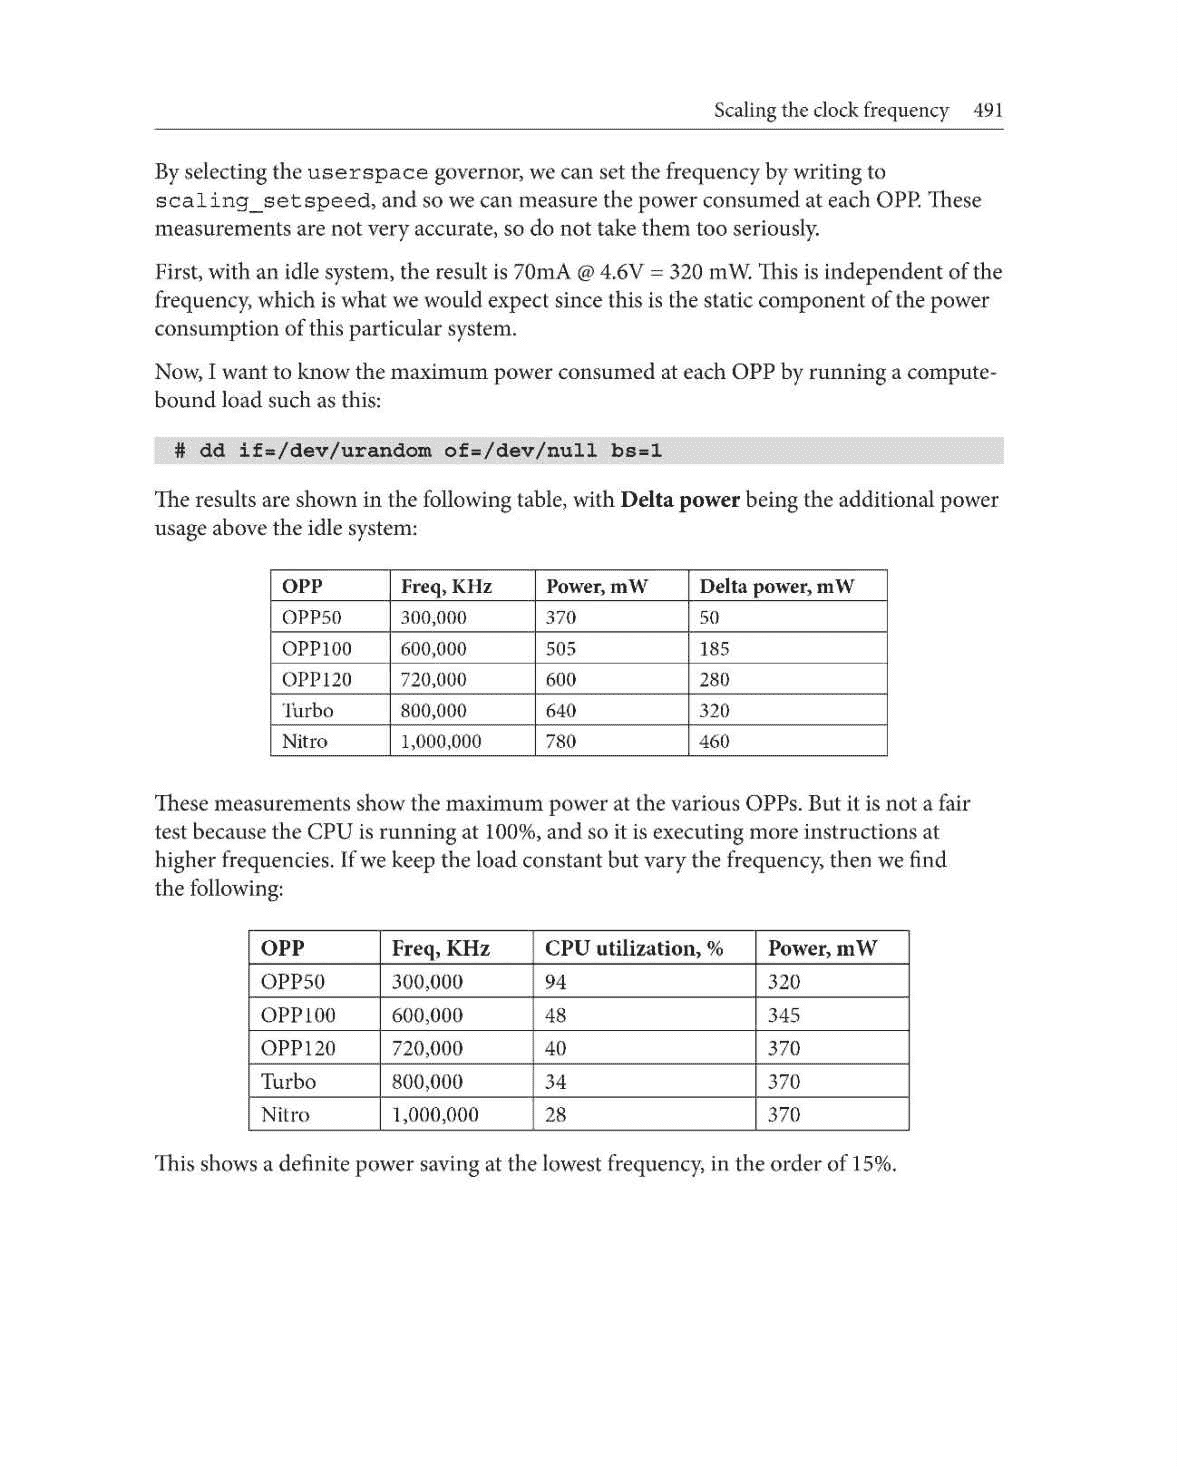 Scaling the clock frequency 491
By selecting the userspace governor, we can set the frequency by writing to
scaling_setspeed, and so we can measure the power consumed at each OPP. These
measurements are not very accurate, so do not take them too seriously.
First, with an idle system, the result is 70mA @ 4.6V = 320 mW. This is independent of the
frequency, which is what we would expect since this is the static component of the power
consumption of this particular system.
Now, I want to know the maximum power consumed at each OPP by running a compute-
bound load such as this:
# dd if=/dev/urandom of=/dev/null bs=1
The results are shown in the following table, with Delta power being the additional power
usage above the idle system:
OPP Freq, KHz Power, mW Delta power, mW
OPP50 300,000 370 50
OPP100 600,000 505 185
OPP120 720,000 600 280
Turbo 800,000 640 320
Nitro 1,000,000 780 460
These measurements show the maximum power at the various OPPs. But it is not a fair
test because the CPU is running at 100%, and so it is executing more instructions at
higher frequencies. If we keep the load constant but vary the frequency, then we find
the following:
OPP Freq, KHz CPU utilization, % Power, mW
OPP50 300,000 94 320
OPP100 600,000 48 345
OPP120 720,000 40 370
Turbo 800,000 34 370
Nitro 1,000,000 28 370
This shows a definite power saving at the lowest frequency, in the order of 15%.